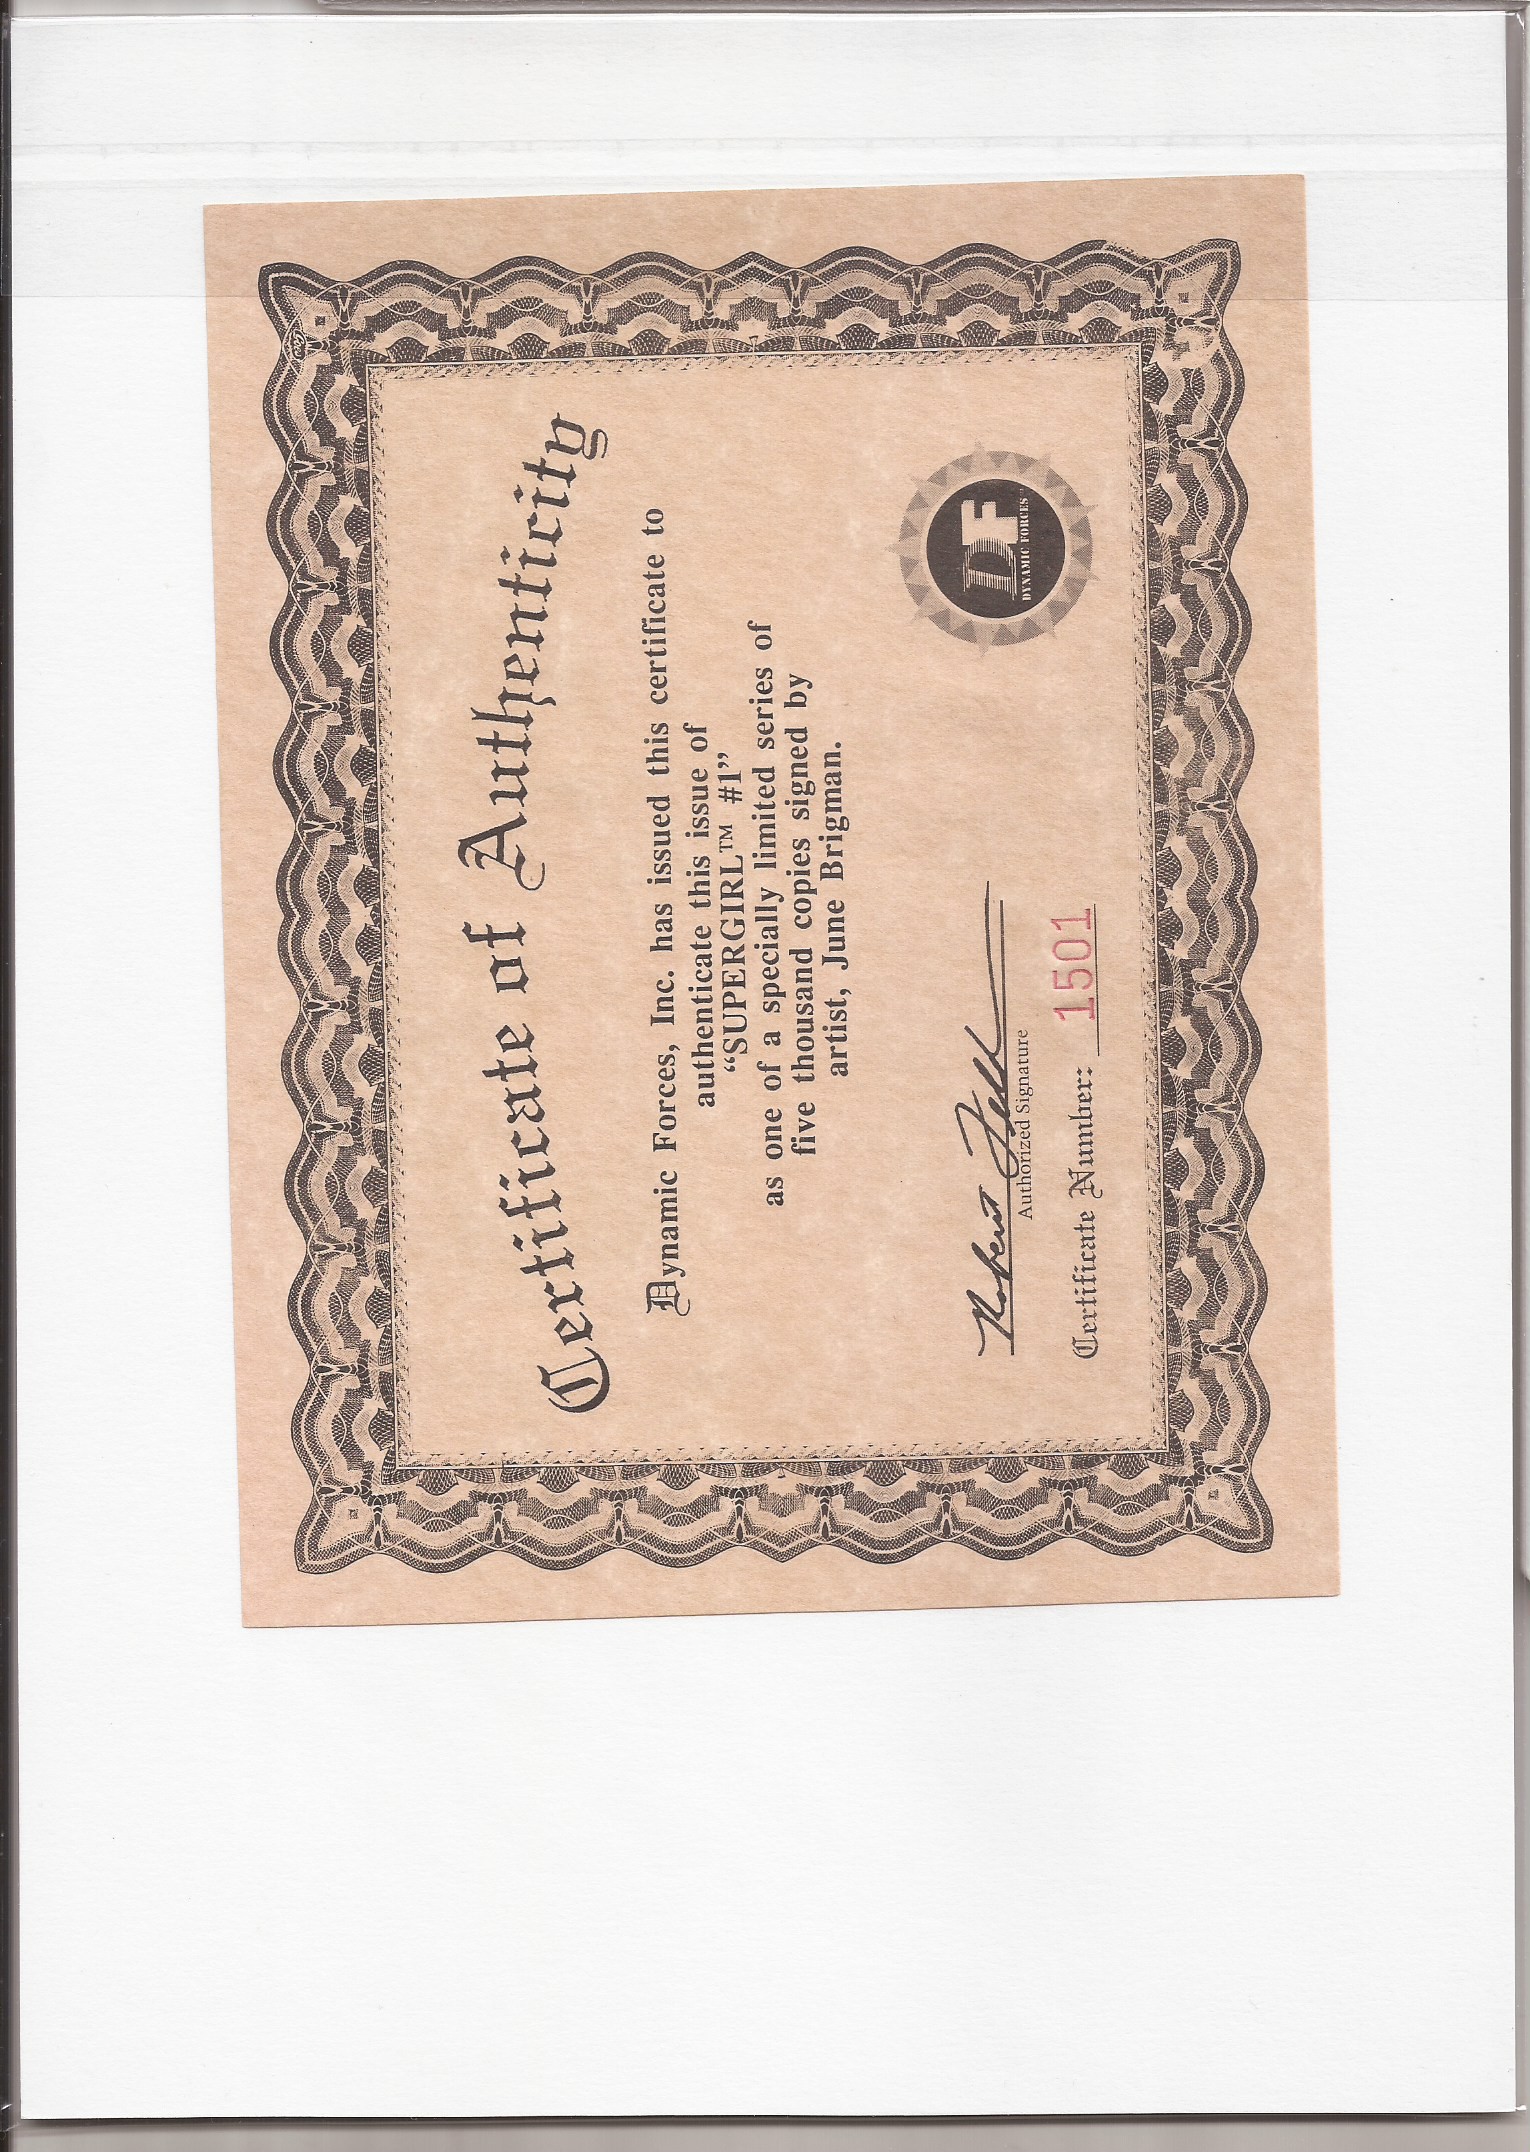 Certificate of Authenticity
Dynamic Forces, Inc. has issued this certificate to
authenticate this issue of
“SUPERGIRL™ #1”
as one of a specially limited series of
five thousand copies signed by
artist, June Brigman.
DF
DYNAMIC FORCES™
Authorized Signature
Certificate Number: 1501